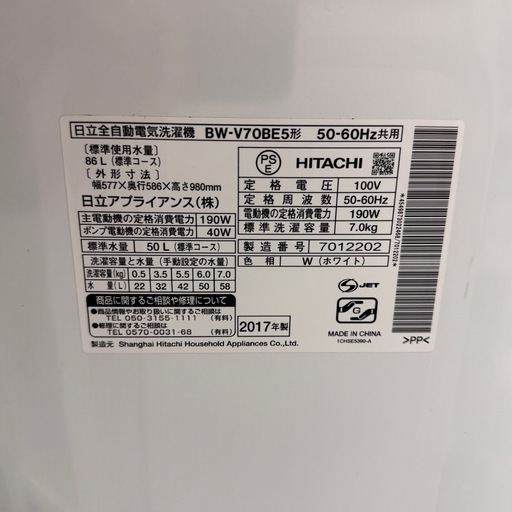 日立全自動電気洗濯機 BW-V70BE5形 50-60Hz共用
〔標準使用水量〕
86L(標準コース)
〔外形寸法〕
幅577×奥行586×高さ980mm
日立アプライアンス(株)
主電動機の定格消費電力 190W
ポンプ電動機の定格消費電力 40W
標準水量 50L(標準コース)
洗濯容量と水量(手動設定時)
洗濯容量(kg) 0.5 3.5 5.5 6.0 7.0
水量(L) 22 32 42 50 58
商品に関するご相談や修理について
●商品情報やお取り扱いに関するご相談は
TEL 050-3155-1111 (有料)
●修理などに関するご相談は
TEL 0570-0031-68 (有料)
製造元 Shanghai Hitachi Household Appliances Co.,Ltd.
PS
E
HITACHI
定格電圧 100V
定格周波数 50-60Hz
電動機の定格消費電力 190W
標準洗濯容量 7.0kg
製造番号 7012202
色相 W(ホワイト)
2017年製
S-JET
G
MADE IN CHINA
1CHSE5390-A
>PP<